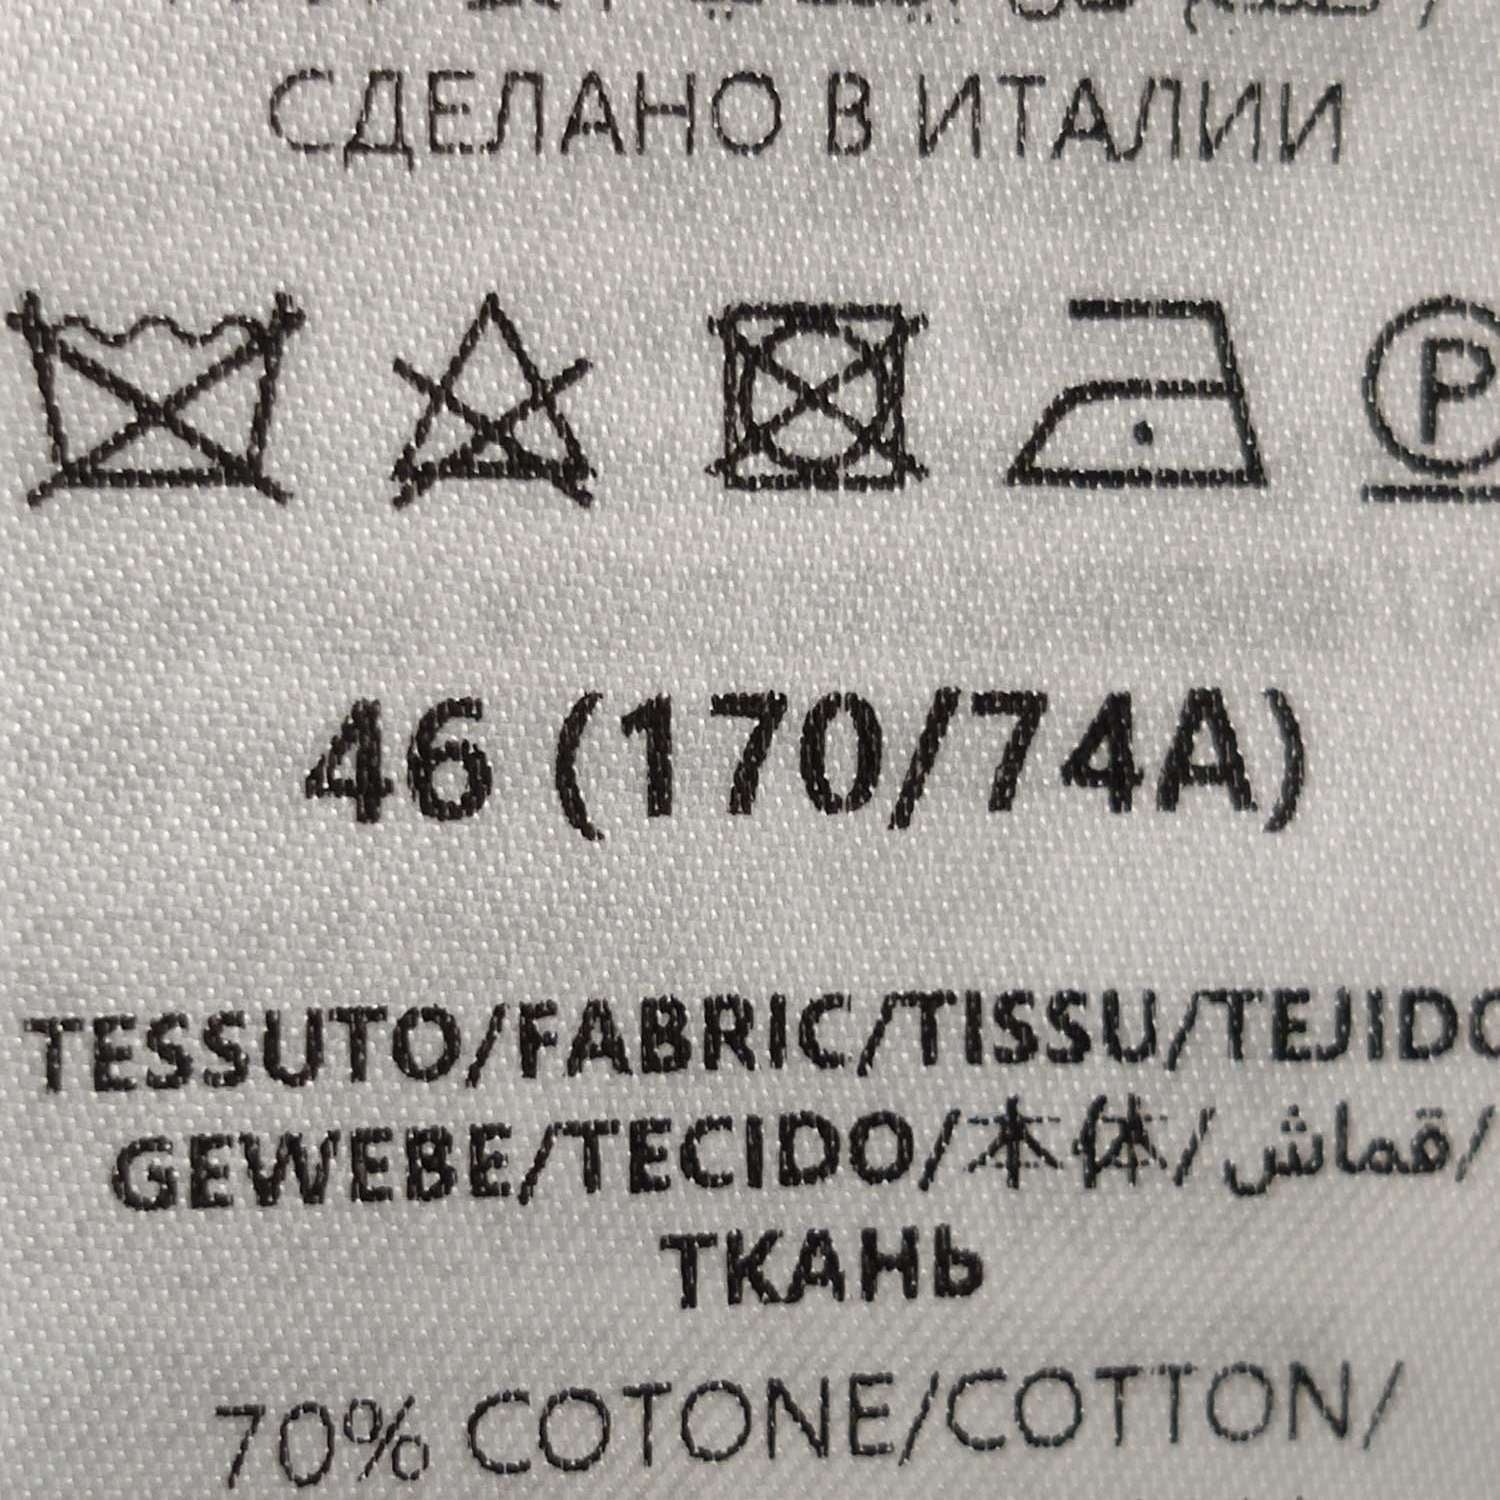 СДЕЛАНО В ИТАЛИИ
P
46 (170/74A)
TESSUTO/FABRIC/TISSU/TEJIDO
GEWEBE/TECIDO/本体/قماش/
ТКАНЬ
70% COTONE/COTTON/